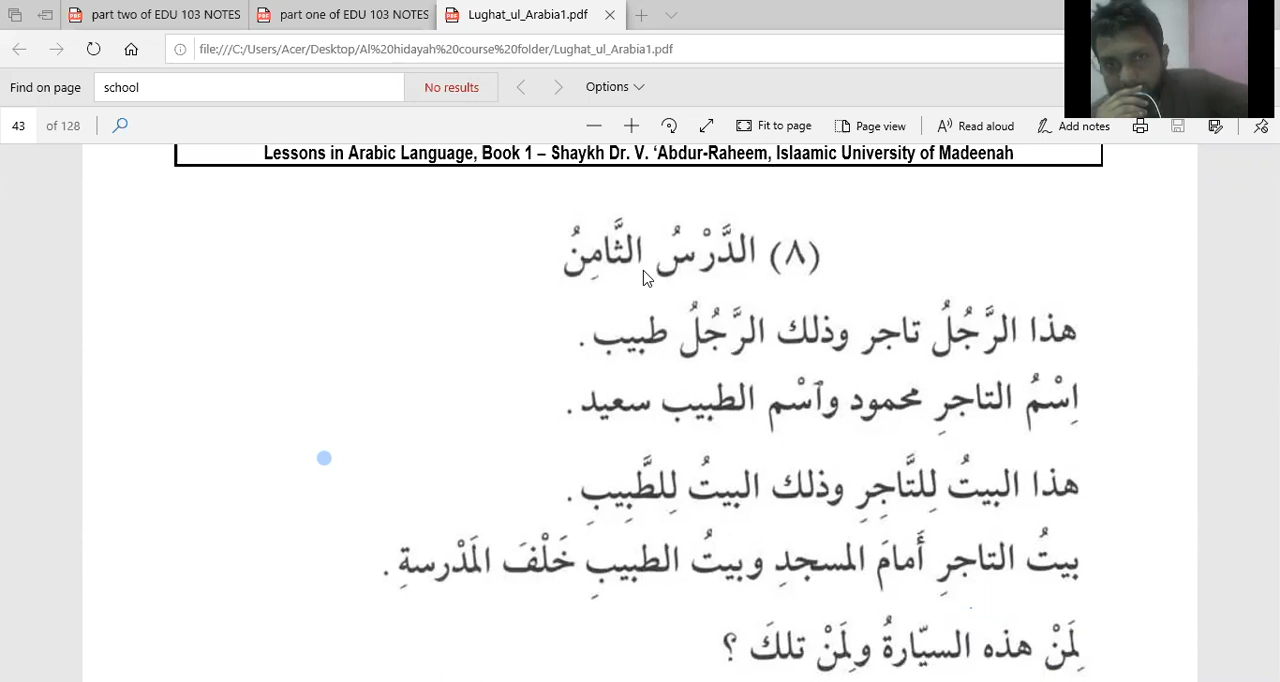 part two of EDU 103 NOTES
part one of EDU 103 NOTES
Lughat_ul_Arabia1.pdf
file:///C:/Users/Acer/Desktop/Al%20hidayah%20course%20folder/Lughat_ul_Arabia1.pdf
Find on page
school
No results
Options
43 of 128
Fit to page
Page view
Read aloud
Add notes
Lessons in Arabic Language, Book 1 – Shaykh Dr. V. ‘Abdur-Raheem, Islaamic University of Madeenah
(٨) الدَّرْسُ الثَّامِنُ
هذا الرَّجُلُ تاجر وذلك الرَّجُلُ طبيب .
اِسْمُ التاجرِ محمود وٱسْم الطبيب سعيد .
هذا البيتُ لِلتَّاجِرِ وذلك البيتُ لِلطَّبِيبِ .
بيتُ التاجرِ أَمامَ المسجدِ وبيتُ الطبيبِ خَلْفَ المَدْرسةِ .
لِمَنْ هذه السيّارةُ ولِمَنْ تلكَ ؟